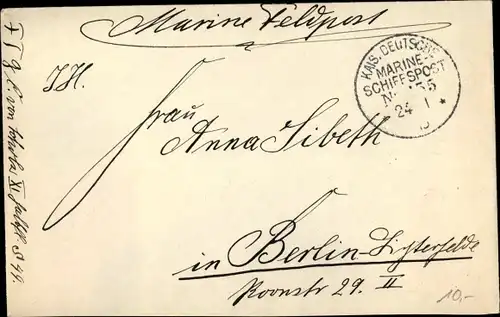 Marine Feldpost
KAIS. DEUTSCHE
MARINE-
SCHIFFSPOST
24 1
J.H.
Frau
Anna Sibeth
in Berlin-Lichterfelde
Roonstr 29. II
10,-